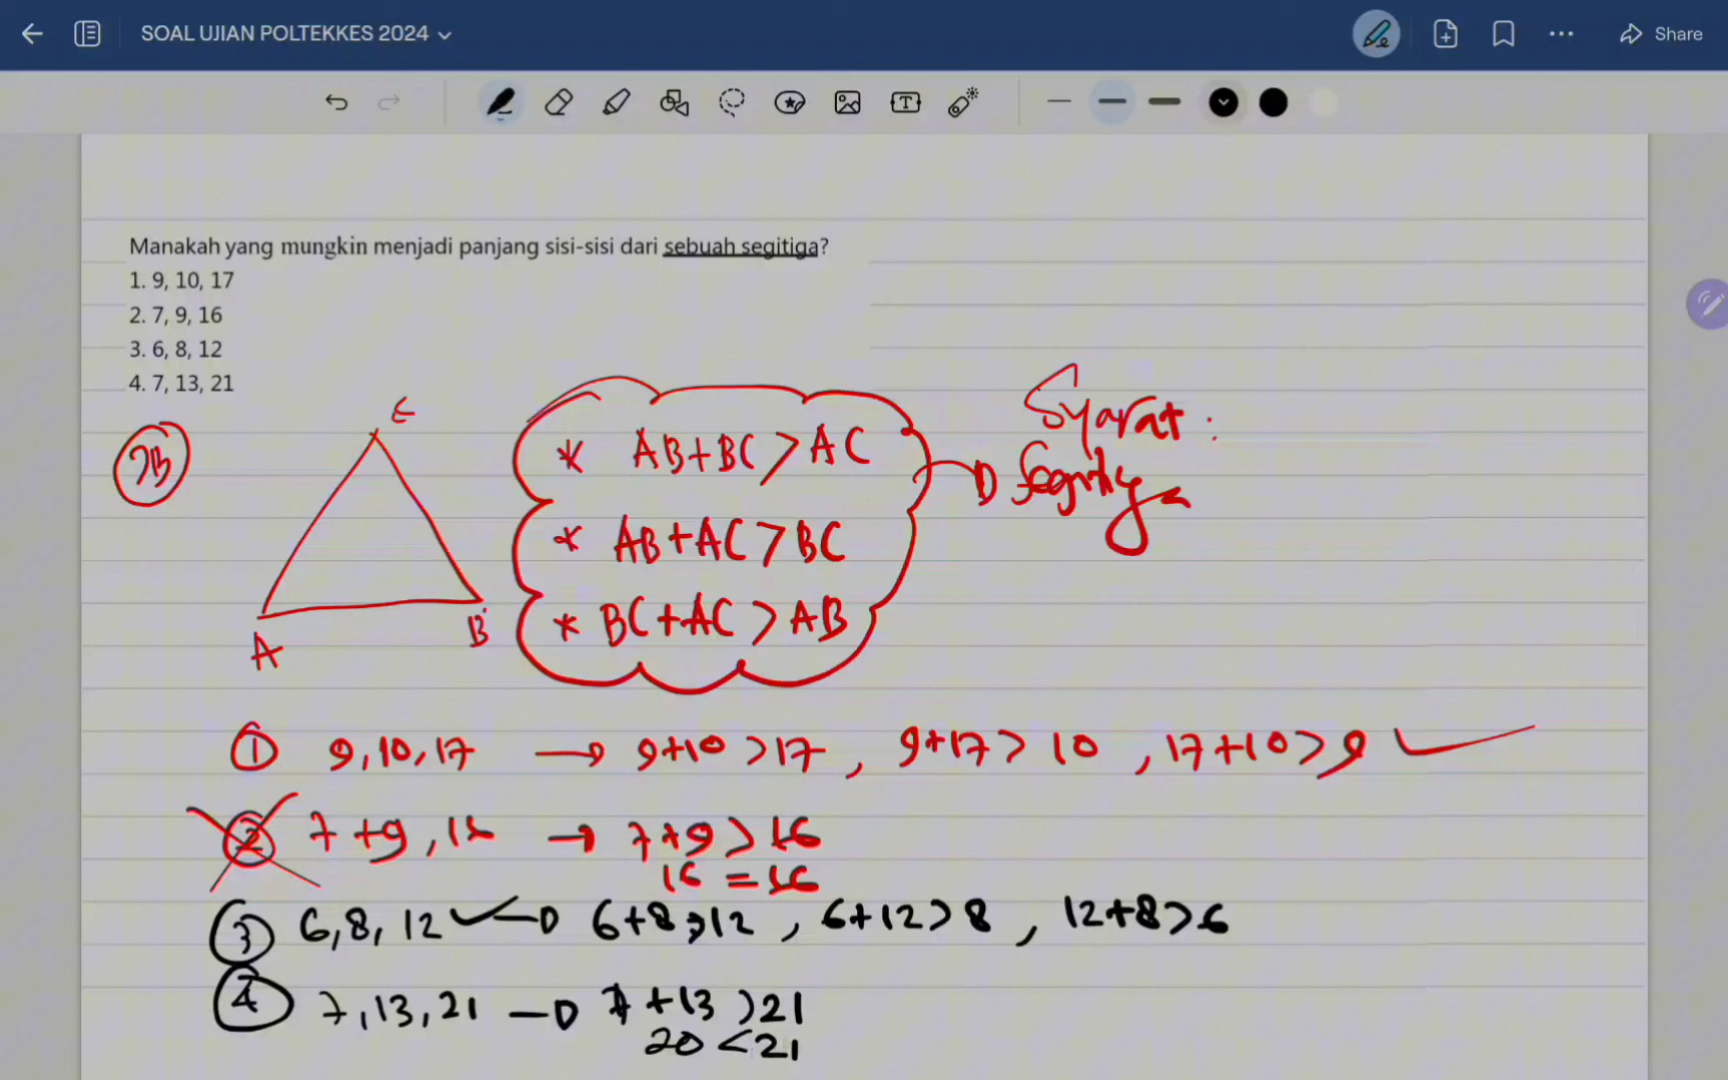 SOAL UJIAN POLTEKKES 2024
Share
Manakah yang mungkin menjadi panjang sisi-sisi dari sebuah segitiga?
1. 9, 10, 17
2. 7, 9, 16
3. 6, 8, 12
4. 7, 13, 21
JB
A
B
* AB+BC > AC
* AB+AC > BC
* BC+AC > AB
Syarat :
Segitiga
1 9,10,17 → 9+10 > 17 , 9+17 > 10 , 17+10 > 9 ✓
2 7 +9, 16 → 7+9 > 16
16 = 16
3 6,8, 12 ✓ → 6+8 > 12 , 6+12 > 8 , 12+8 > 6
4 7,13,21 → 7 +13 > 21
20 < 21